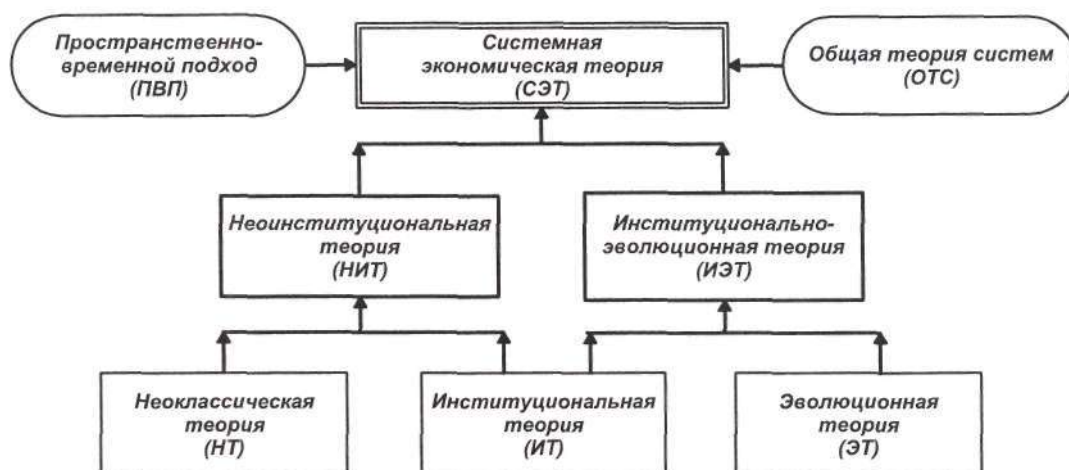 Пространственно-
временной подход
(ПВП)
Системная
экономическая теория
(СЭТ)
Общая теория систем
(ОТС)
Неоинституциональная
теория
(НИТ)
Институционально-
эволюционная теория
(ИЭТ)
Неоклассическая
теория
(НТ)
Институциональная
теория
(ИТ)
Эволюционная
теория
(ЭТ)